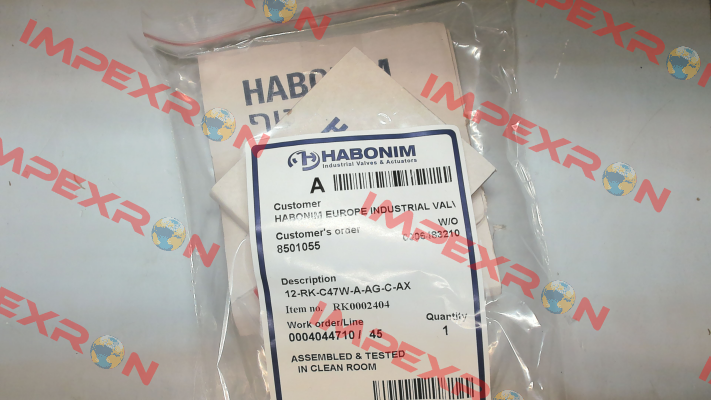 HABONIM
HABONIM
Industrial Valves & Actuators
A
Customer
HABONIM EUROPE INDUSTRIAL VAL
W/O
Customer's order
8501055
Description
12-RK-C47W-A-AG-C-AX
Item no. RK0002404
Work order/Line
Quantity
0004044710 / 45
1
ASSEMBLED & TESTED
IN CLEAN ROOM
IMPEXRON
IMPEXRON
IMPEXRON
IMPEXRON
IMPEXRON